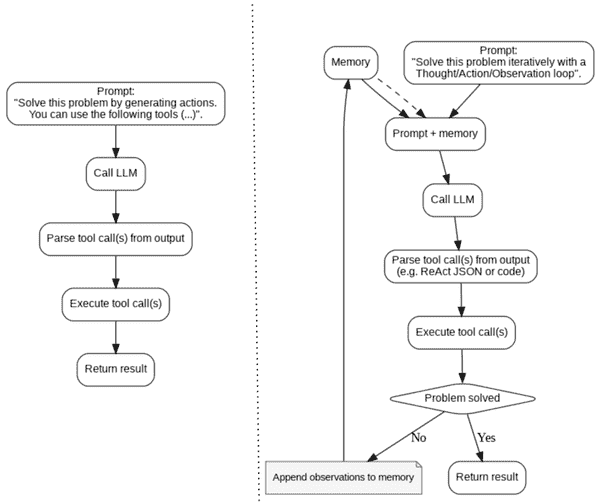 Prompt:
"Solve this problem by generating actions.
You can use the following tools (...)".
Call LLM
Parse tool call(s) from output
Execute tool call(s)
Return result
Memory
Prompt:
"Solve this problem iteratively with a
Thought/Action/Observation loop".
Prompt + memory
Call LLM
Parse tool call(s) from output
(e.g. ReAct JSON or code)
Execute tool call(s)
Problem solved
No
Yes
Append observations to memory
Return result